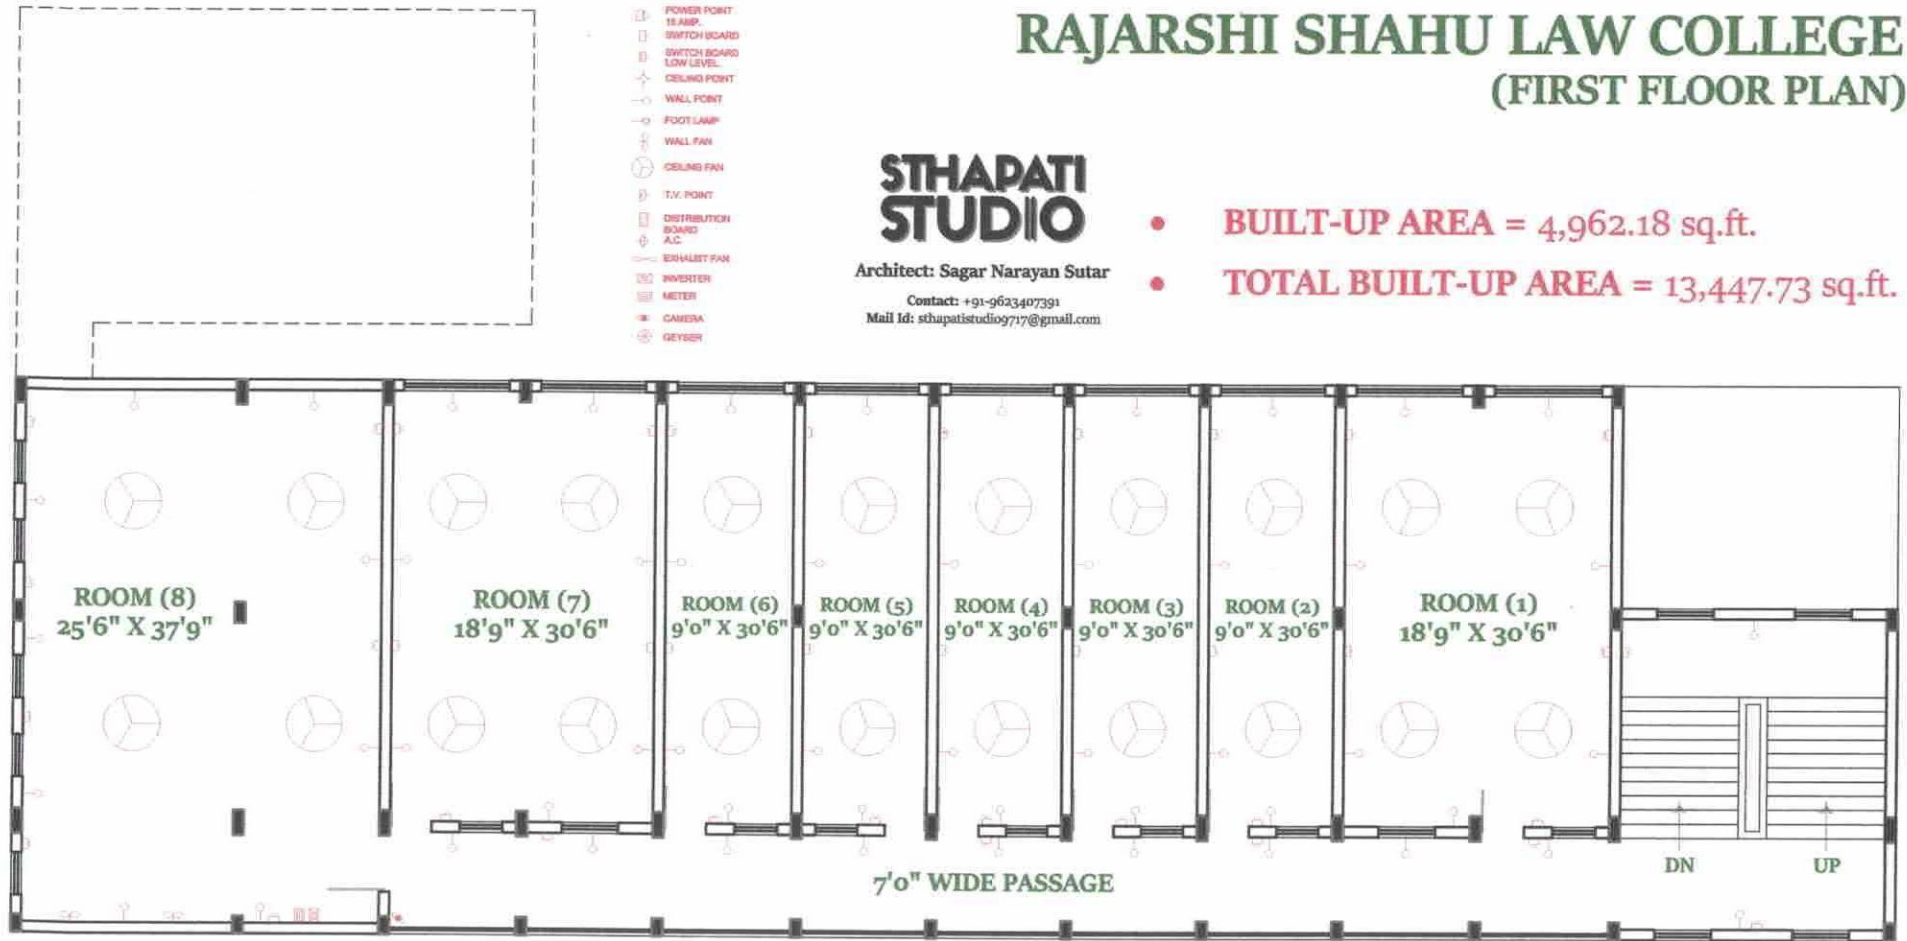 RAJARSHI SHAHU LAW COLLEGE
(FIRST FLOOR PLAN)
POWER POINT
15 AMP.
SWITCH BOARD
SWITCH BOARD
LOW LEVEL
CEILING POINT
WALL POINT
FOOT LAMP
WALL FAN
CEILING FAN
T.V. POINT
DISTRIBUTION
BOARD
A.C.
EXHAUST FAN
INVERTER
METER
CAMERA
GEYSER
STHAPATI
STUDIO
Architect: Sagar Narayan Sutar
Contact: +91-9623407391
Mail Id: sthapatistudio9717@gmail.com
• BUILT-UP AREA = 4,962.18 sq.ft.
• TOTAL BUILT-UP AREA = 13,447.73 sq.ft.
ROOM (8)
25'6" X 37'9"
ROOM (7)
18'9" X 30'6"
ROOM (6)
9'0" X 30'6"
ROOM (5)
9'0" X 30'6"
ROOM (4)
9'0" X 30'6"
ROOM (3)
9'0" X 30'6"
ROOM (2)
9'0" X 30'6"
ROOM (1)
18'9" X 30'6"
DN
UP
7'0" WIDE PASSAGE